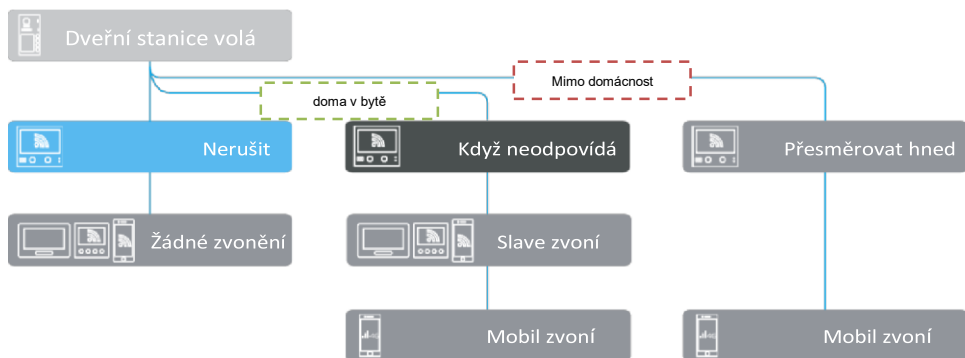 Dveřní stanice volá
Mimo domácnost
doma v bytě
Nerušit
Když neodpovídá
Přesměrovat hned
Žádné zvonění
Slave zvoní
Mobil zvoní
Mobil zvoní